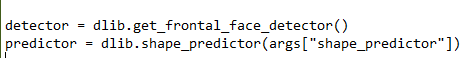 detector = dlib.get_frontal_face_detector()
predictor = dlib.shape_predictor(args["shape_predictor"])